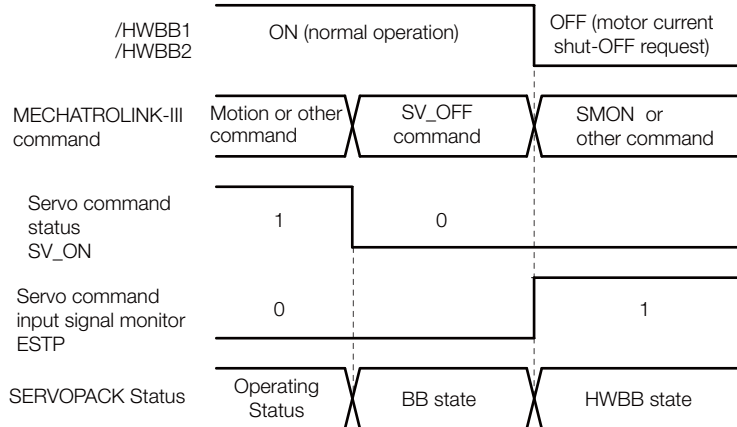 /HWBB1
/HWBB2
ON (normal operation)
OFF (motor current
shut-OFF request)
MECHATROLINK-III
command
Motion or other
command
SV_OFF
command
SMON or
other command
Servo command
status
SV_ON
1
0
Servo command
input signal monitor
ESTP
0
1
SERVOPACK Status
Operating
Status
BB state
HWBB state